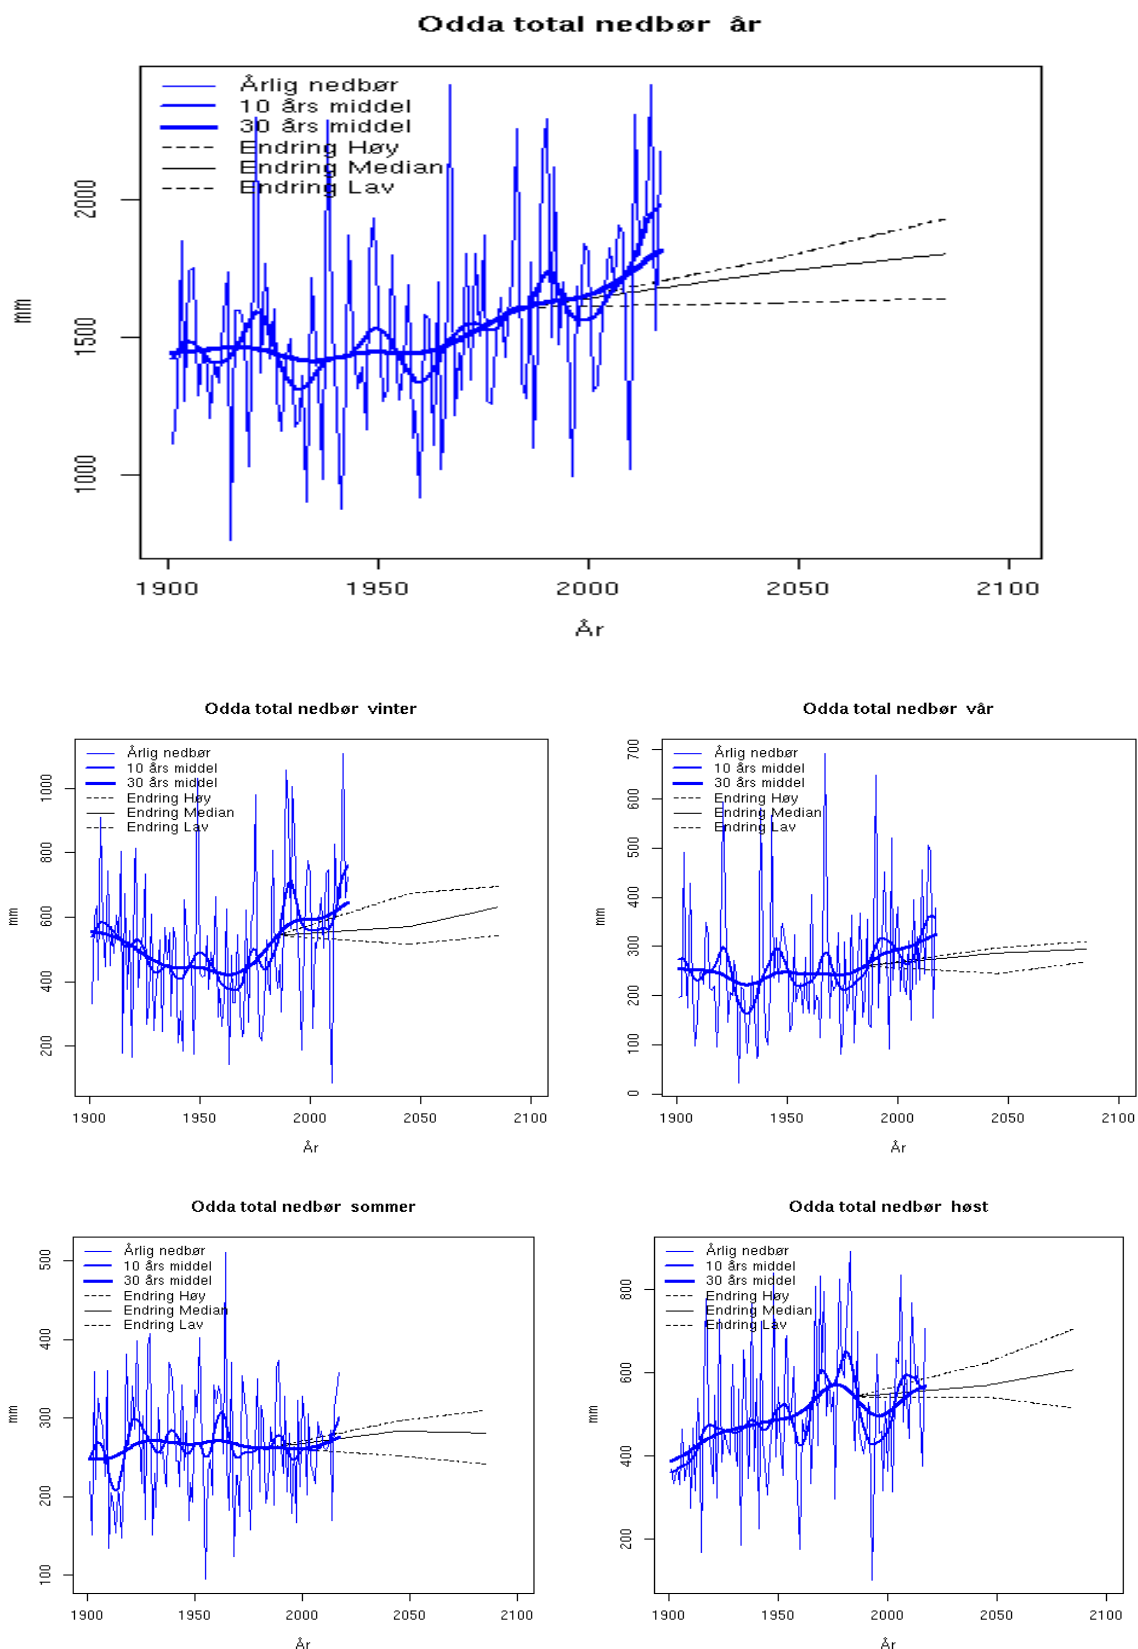 Odda total nedbør år
Årlig nedbør
10 års middel
30 års middel
Endring Høy
Endring Median
Endring Lav
2000
1500
1000
mm
1900 1950 2000 2050 2100
År
Odda total nedbør vinter
Årlig nedbør
10 års middel
30 års middel
Endring Høy
Endring Median
Endring Lav
1000
800
600
400
200
mm
1900 1950 2000 2050 2100
År
Odda total nedbør vår
Årlig nedbør
10 års middel
30 års middel
Endring Høy
Endring Median
Endring Lav
700
600
500
400
300
200
100
0
mm
1900 1950 2000 2050 2100
År
Odda total nedbør sommer
Årlig nedbør
10 års middel
30 års middel
Endring Høy
Endring Median
Endring Lav
500
400
300
200
100
mm
1900 1950 2000 2050 2100
År
Odda total nedbør høst
Årlig nedbør
10 års middel
30 års middel
Endring Høy
Endring Median
Endring Lav
800
600
400
200
mm
1900 1950 2000 2050 2100
År